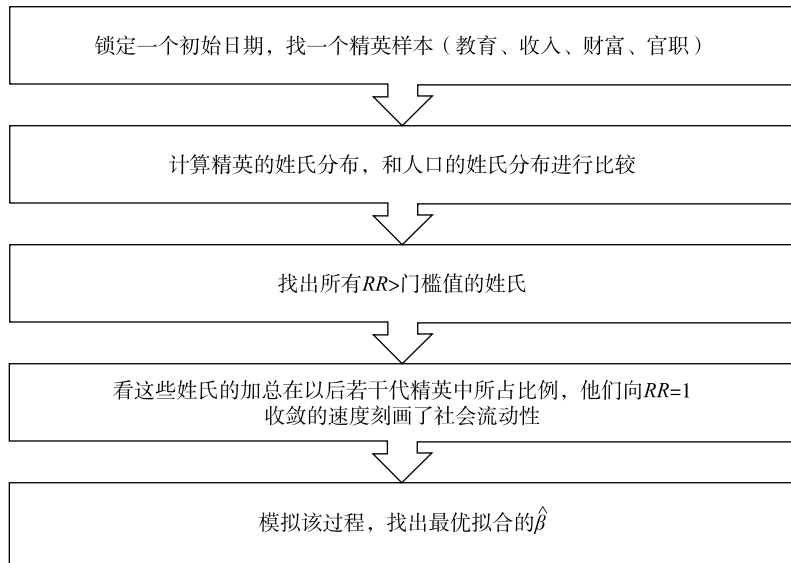 锁定一个初始日期，找一个精英样本（教育、收入、财富、官职）
计算精英的姓氏分布，和人口的姓氏分布进行比较
找出所有RR>门槛值的姓氏
看这些姓氏的加总在以后若干代精英中所占比例，他们向RR=1
收敛的速度刻画了社会流动性
模拟该过程，找出最优拟合的β̂